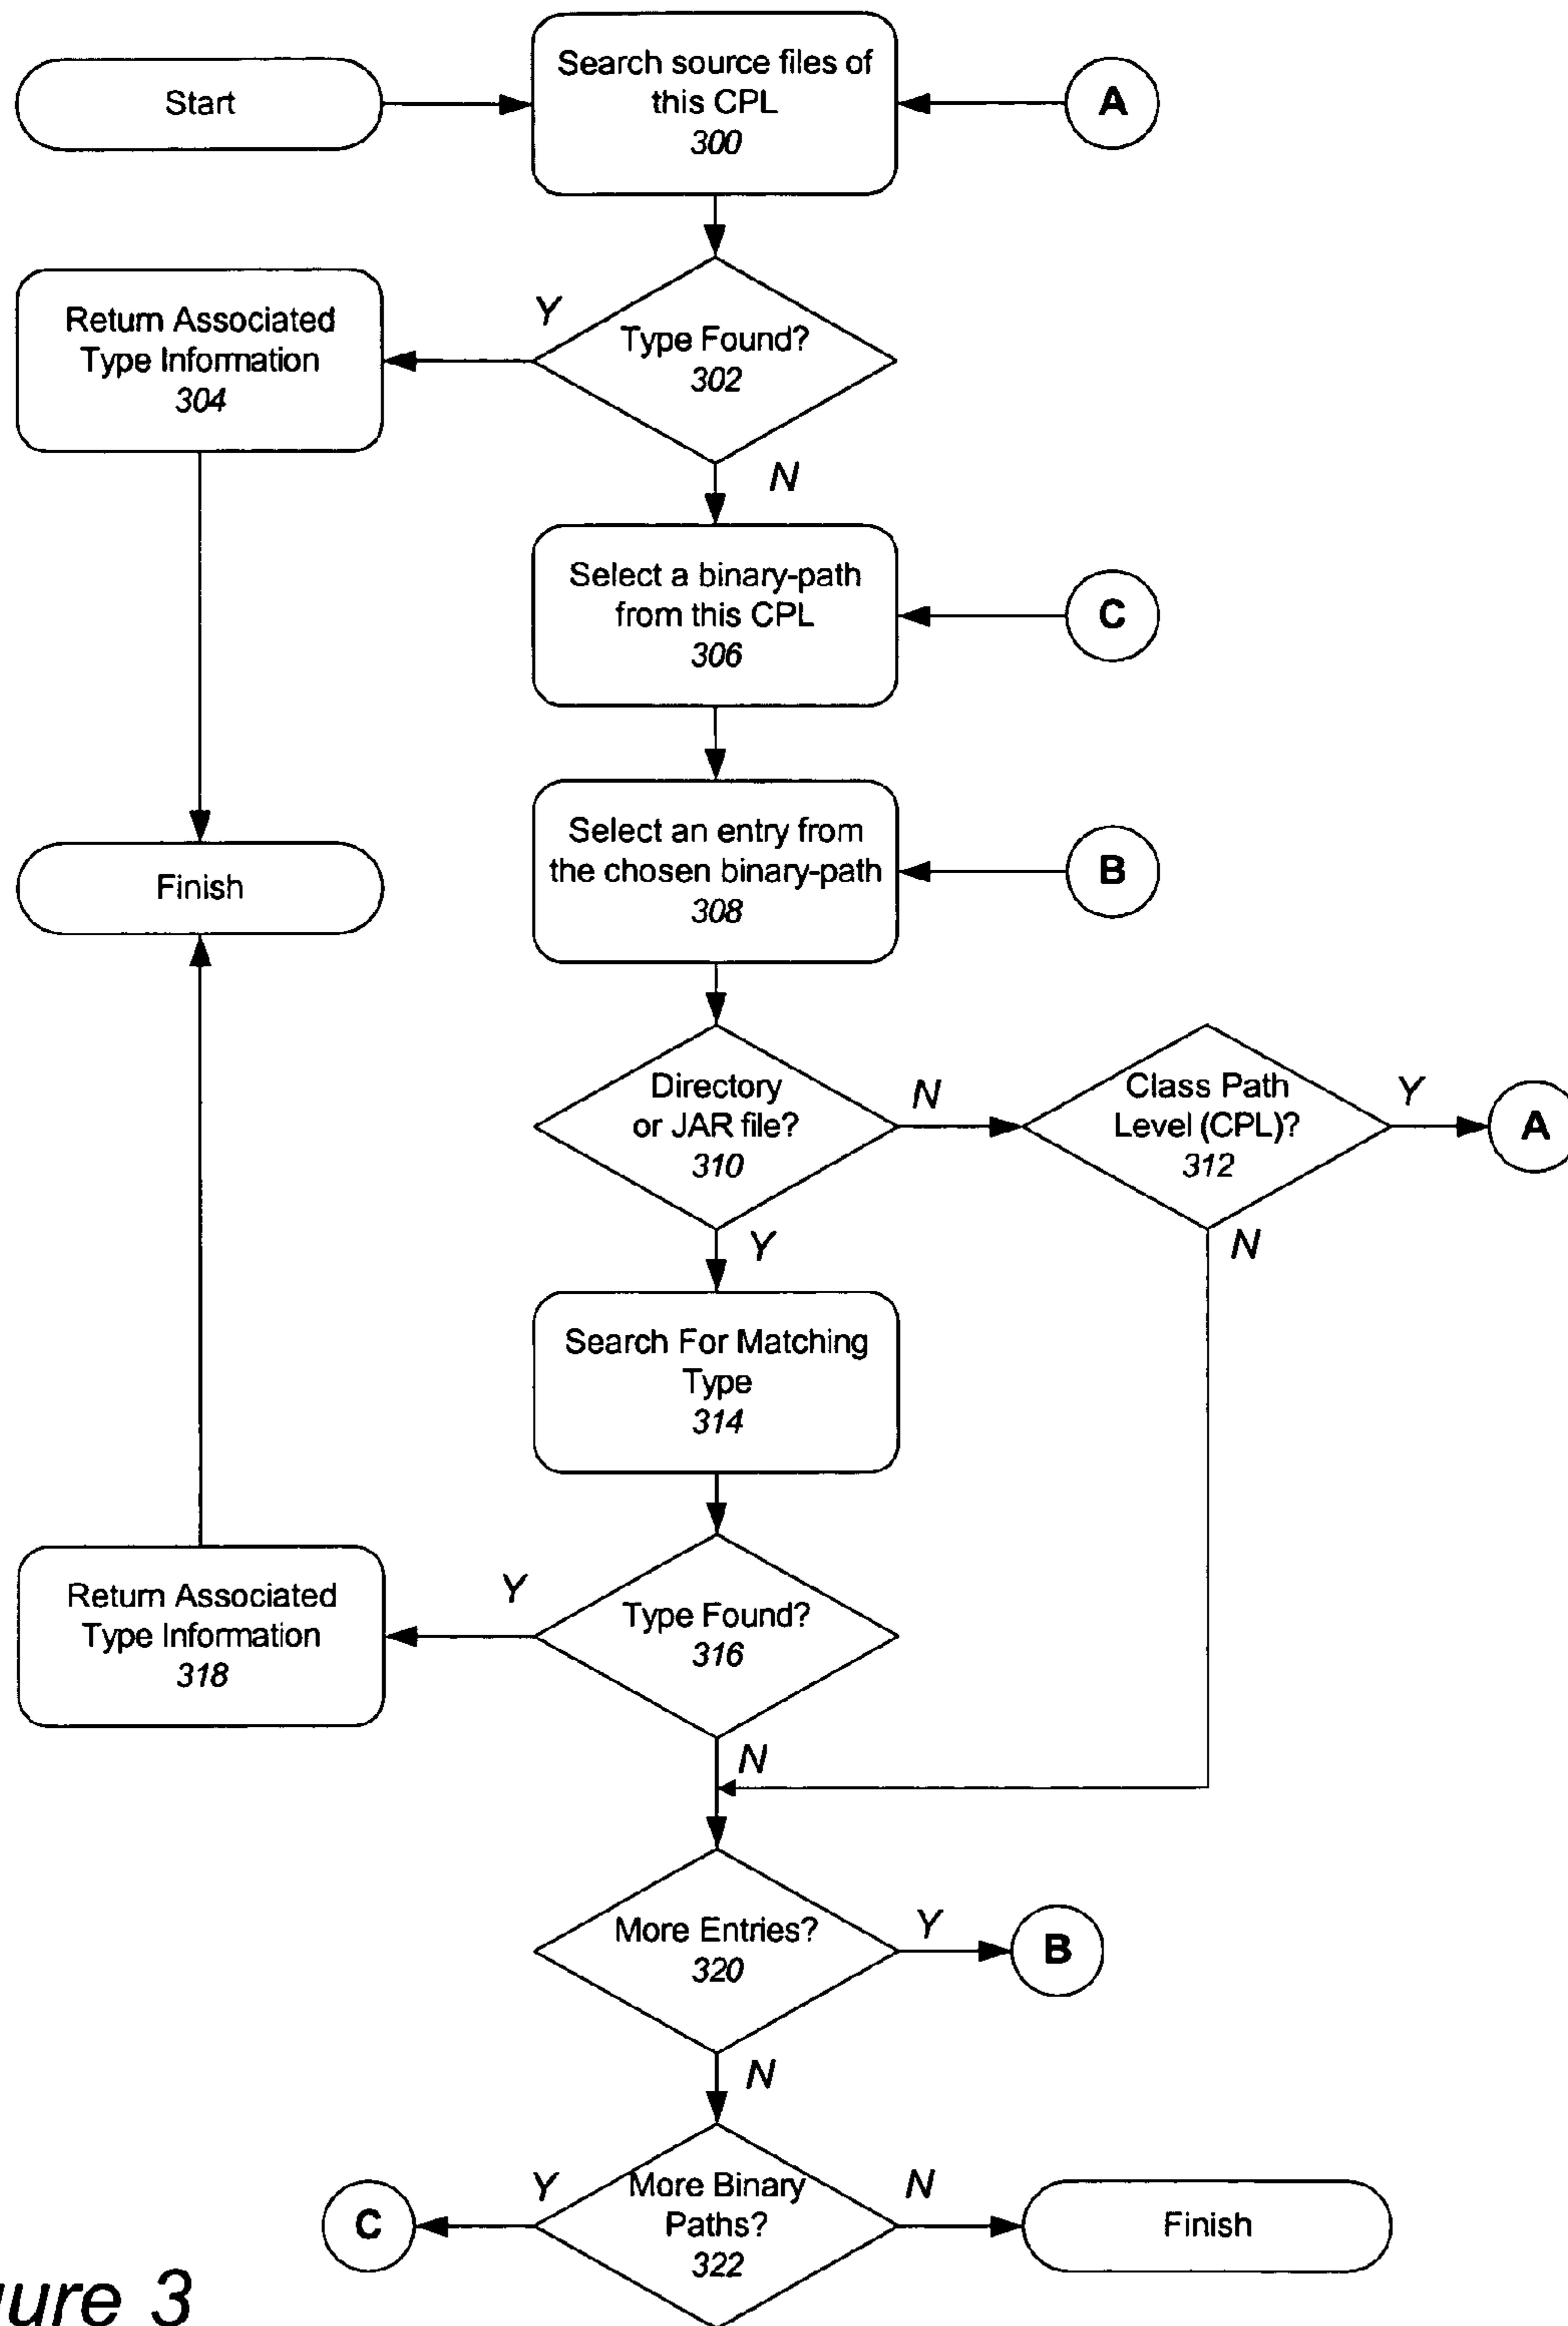 Start
Search source files of
this CPL
300
A
Type Found?
302
Y
N
Return Associated
Type Information
304
Select a binary-path
from this CPL
306
C
Finish
Select an entry from
the chosen binary-path
308
B
Directory
or JAR file?
310
N
Y
Class Path
Level (CPL)?
312
Y
A
N
Search For Matching
Type
314
Type Found?
316
Y
N
Return Associated
Type Information
318
More Entries?
320
Y
B
N
More Binary
Paths?
322
Y
C
N
Finish
ure 3